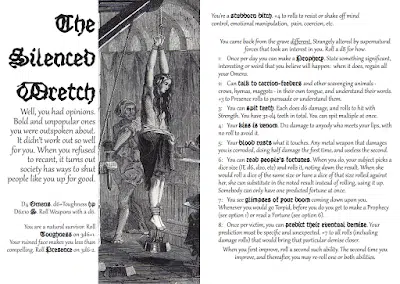 The
Silenced
Wretch
Well, you had opinions.
Bold and unpopular ones
you were outspoken about.
It didn't work out so well
for you. When you refused
to recant, it turns out
society has ways to shut
people like you up for good.
D4 Omens. d6+Toughness hp
D6x10 s. Roll Weapons with a d6.
You are a natural survivor. Roll
Toughness on 3d6+1.
Your ruined face makes you less than
compelling. Roll Presence on 3d6-2.
You're a stubborn bitch. +4 to rolls to resist or shake off mind
control, emotional manipulation, pain, coercion, etc.
You came back from the grave different. Strangely altered by supernatural
forces that took an interest in you. Roll a d8 for how.
1: Once per day you can make a Prophecy. State something significant,
interesting or weird that you believe will happen: when it does, regain all
your Omens.
2: Can talk to carrion-feeders and other scavenging animals -
crows, hyenas, maggots - in their own tongue, and understand their words.
+3 to Presence rolls to persuade or understand them.
3: You can spit teeth. Each does d6 damage, and rolls to hit with
Strength. You have 32-d4 teeth in total. You can spit multiple at once.
4: Your kiss is venom. D12 damage to anybody who meets your lips, with
no roll to avoid it.
5: Your blood rusts what it touches. Any metal weapon that damages
you is corroded, doing half damage the first time, and useless the second.
6: You can read people's fortunes. When you do, your subject picks a
dice size (IE d6, d20, etc) and rolls it, noting down the result. When she
would roll a dice of the same size or have a dice of that size rolled against
her, she can substitute in the noted result instead of rolling, using it up.
Somebody can only have one predicted fortune at once.
7: You see glimpses of your doom coming down upon you.
Whenever you would go Torpid, before you do you get to make a Prophecy
(see option 1) or read a Fortune (see option 6).
8: Once per victim, you can predict their eventual demise. Your
prediction must be specific and unexpected. +7 to all rolls (including
damage rolls) that would bring that particular demise closer.
When you first improve, roll a second such ability. The second time you
improve, and thereafter, you may re-roll one or both abilities.